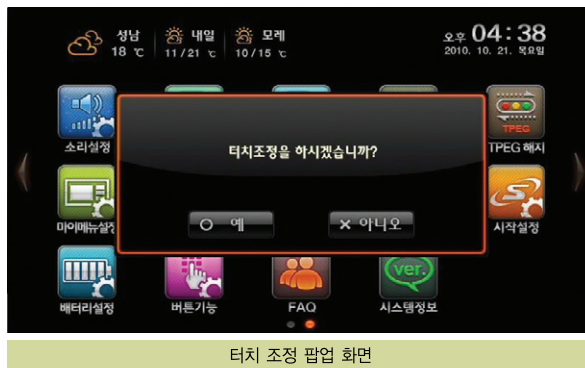 성남 내일 모레
18 ℃ 11/21 ℃ 10/15 ℃
오후 04:38
2010. 10. 21. 목요일
터치조정을 하시겠습니까?
예 아니오
소리설정
TPEG
TPEG 해지
마이메뉴설정
시작설정
배터리설정
버튼기능
FAQ
ver.
시스템정보
터치 조정 팝업 화면